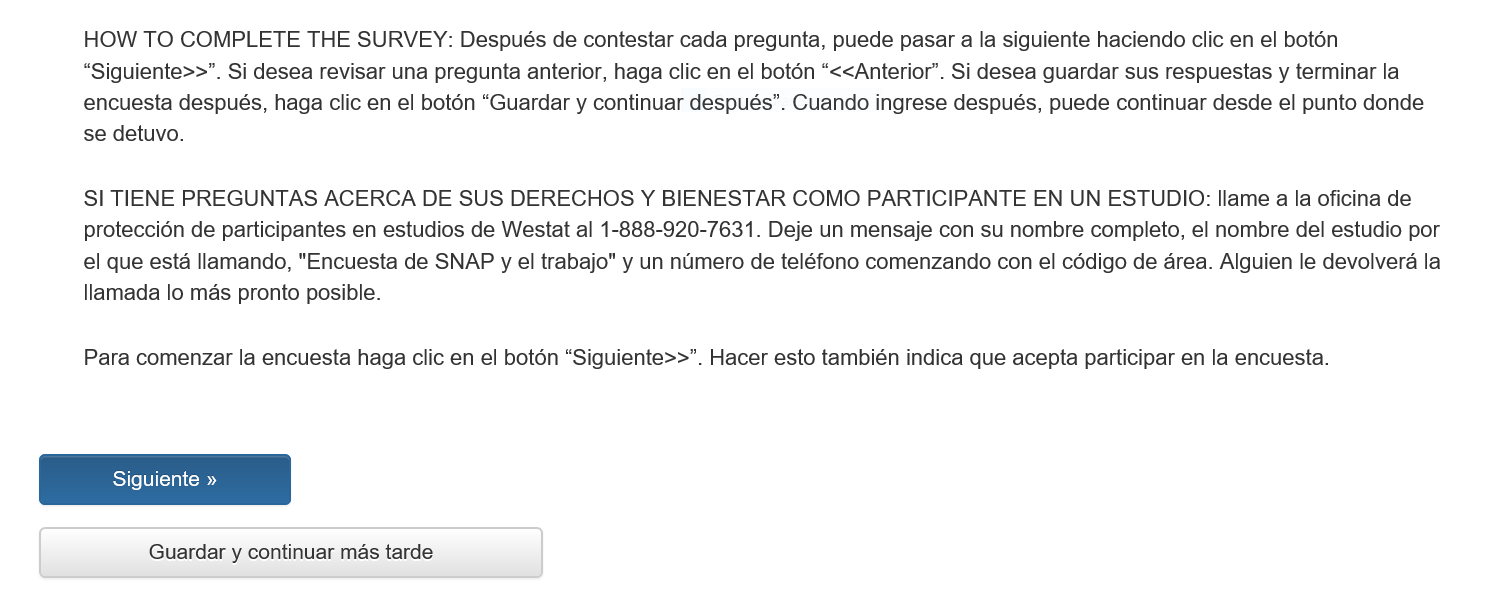 HOW TO COMPLETE THE SURVEY: Después de contestar cada pregunta, puede pasar a la siguiente haciendo clic en el botón
“Siguiente>>”. Si desea revisar una pregunta anterior, haga clic en el botón “<<Anterior”. Si desea guardar sus respuestas y terminar la
encuesta después, haga clic en el botón “Guardar y continuar después”. Cuando ingrese después, puede continuar desde el punto donde
se detuvo.
SI TIENE PREGUNTAS ACERCA DE SUS DERECHOS Y BIENESTAR COMO PARTICIPANTE EN UN ESTUDIO: llame a la oficina de
protección de participantes en estudios de Westat al 1-888-920-7631. Deje un mensaje con su nombre completo, el nombre del estudio por
el que está llamando, "Encuesta de SNAP y el trabajo" y un número de teléfono comenzando con el código de área. Alguien le devolverá la
llamada lo más pronto posible.
Para comenzar la encuesta haga clic en el botón “Siguiente>>”. Hacer esto también indica que acepta participar en la encuesta.
Siguiente »
Guardar y continuar más tarde